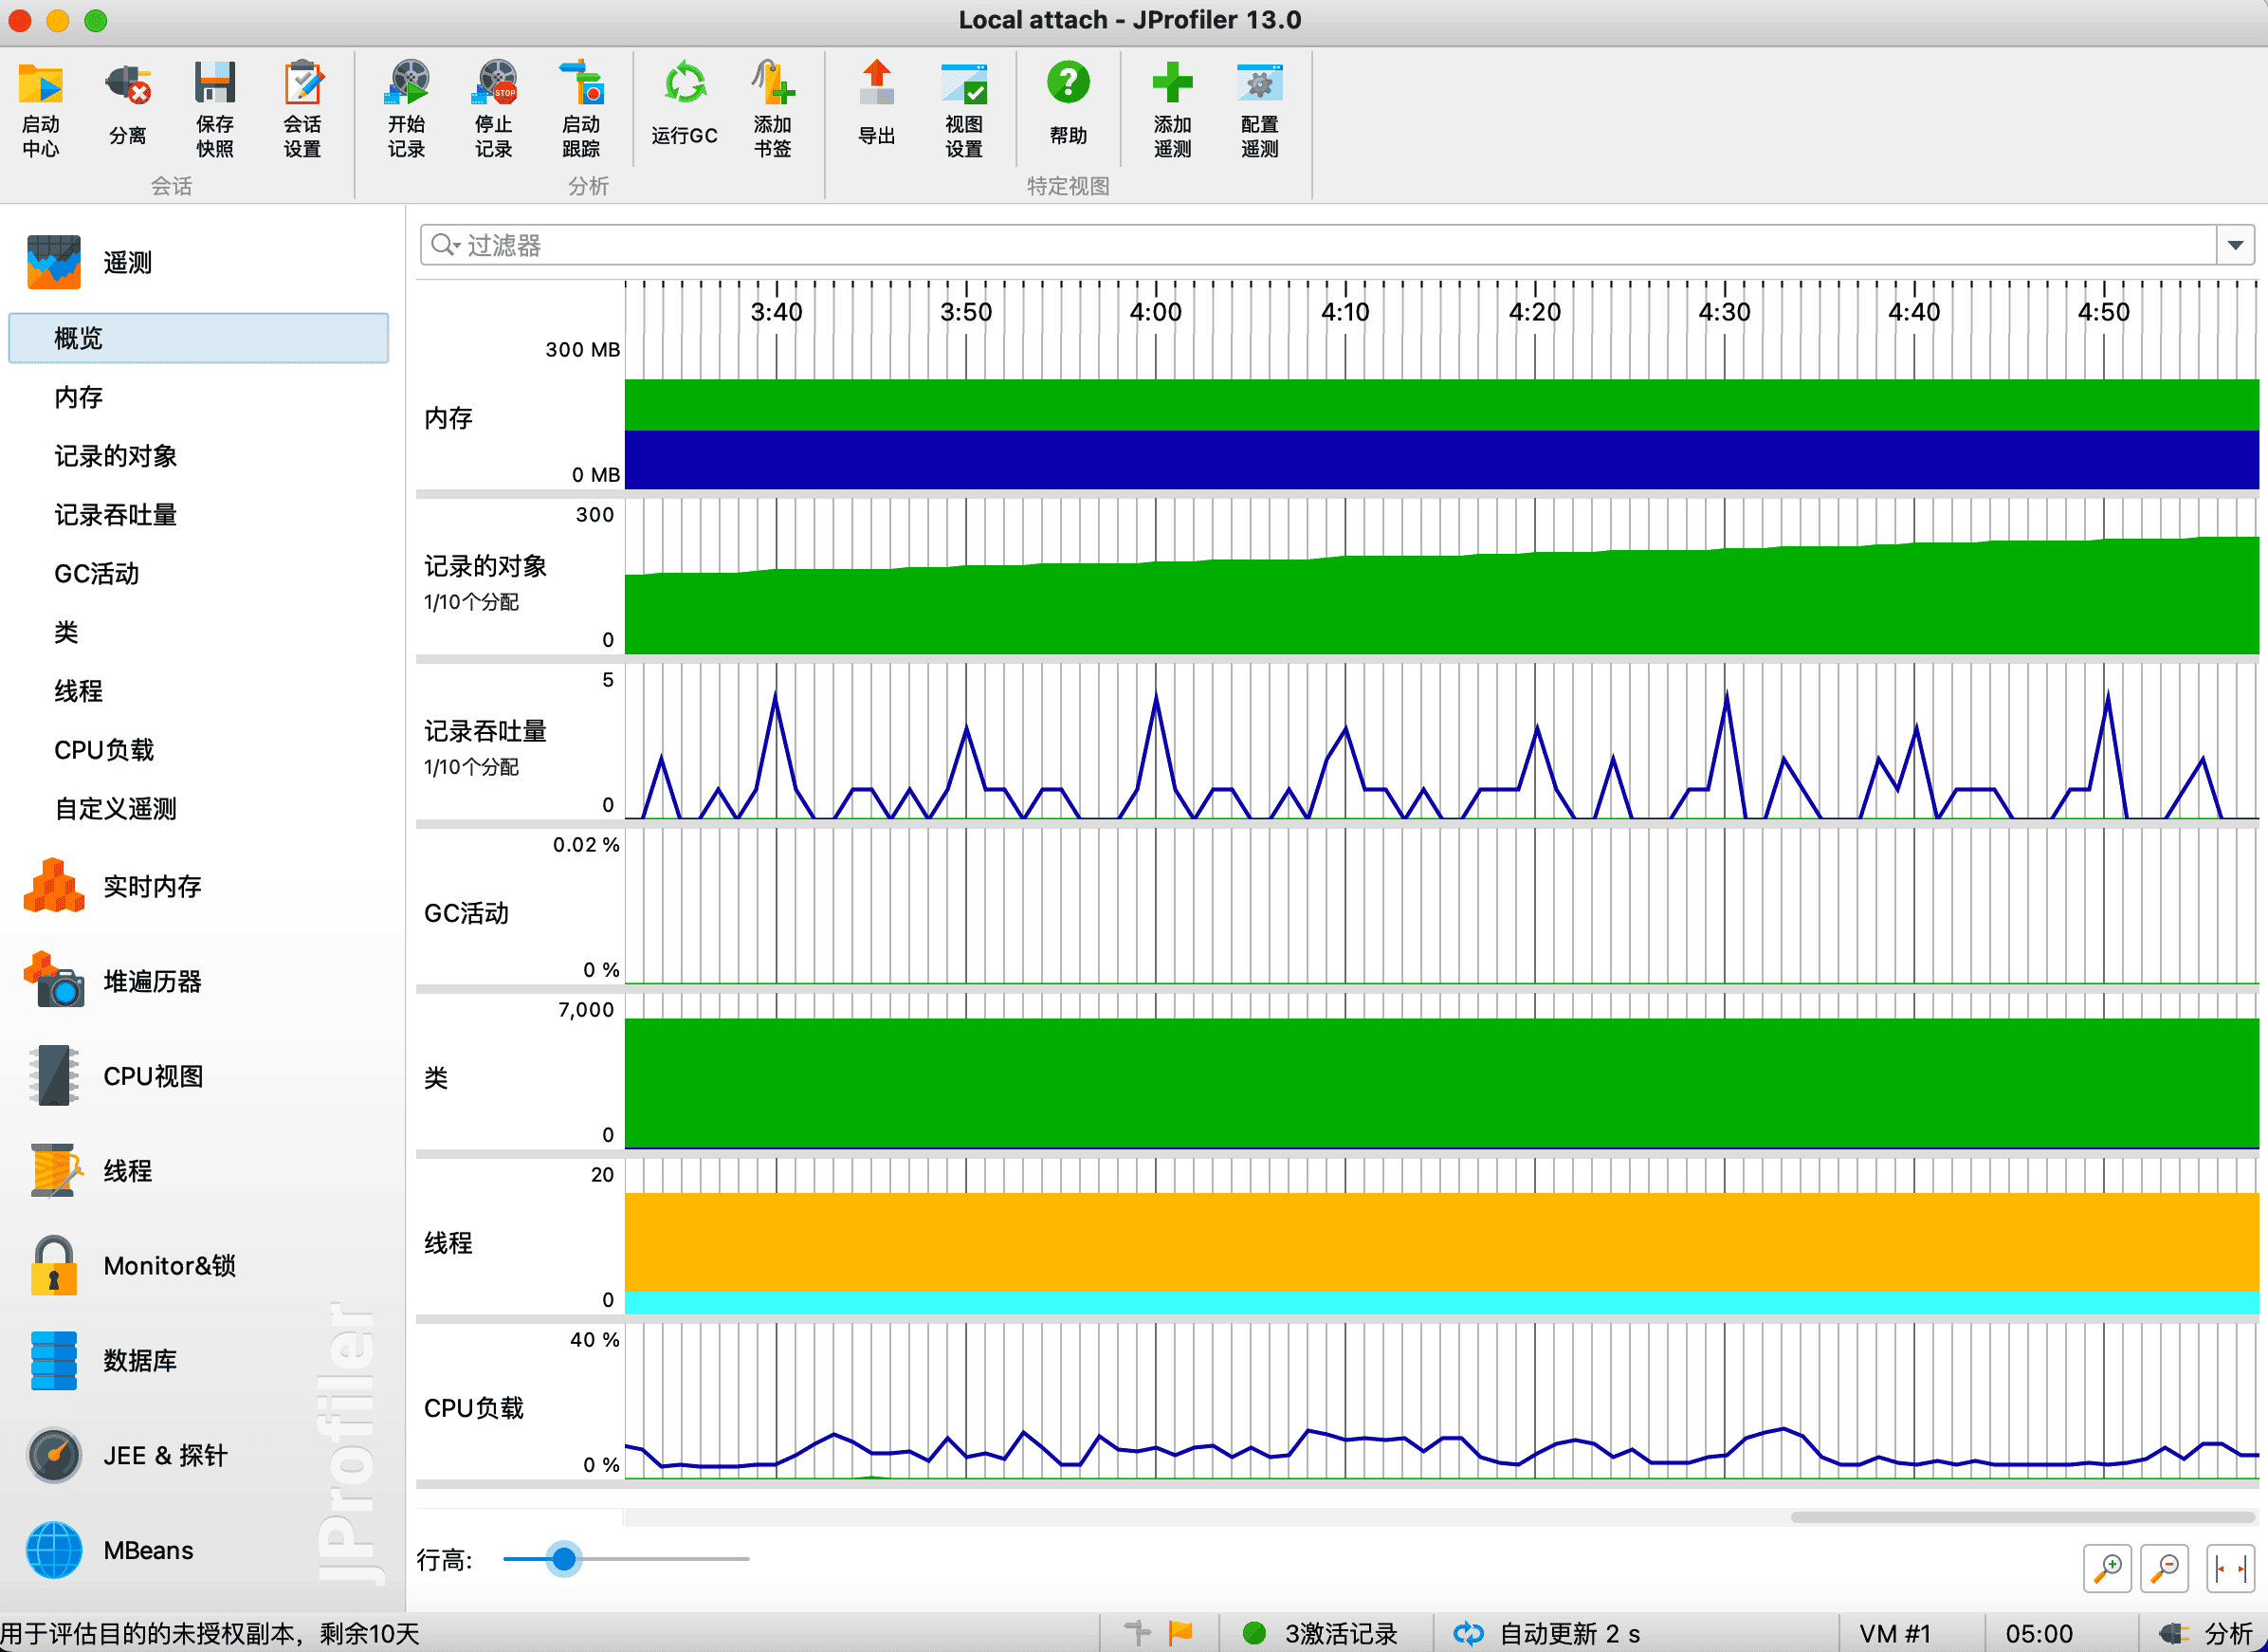 Local attach - JProfiler 13.0
启动
中心
分离
保存
快照
会话
设置
开始
记录
停止
记录
启动
跟踪
运行GC
添加
书签
导出
视图
设置
帮助
添加
遥测
配置
遥测
STOP
会话
分析
特定视图
遥测
概览
内存
记录的对象
记录吞吐量
GC活动
类
线程
CPU负载
自定义遥测
实时内存
堆遍历器
CPU视图
线程
Monitor&锁
数据库
JEE & 探针
MBeans
JProfiler
过滤器
3:40 3:50 4:00 4:10 4:20 4:30 4:40 4:50
300 MB
内存
0 MB
300
记录的对象
1/10个分配
0
5
记录吞吐量
1/10个分配
0
0.02 %
GC活动
0 %
7,000
类
0
20
线程
0
40 %
CPU负载
0 %
行高:
用于评估目的的未授权副本，剩余10天
3激活记录
自动更新 2 s
VM #1
05:00
分析